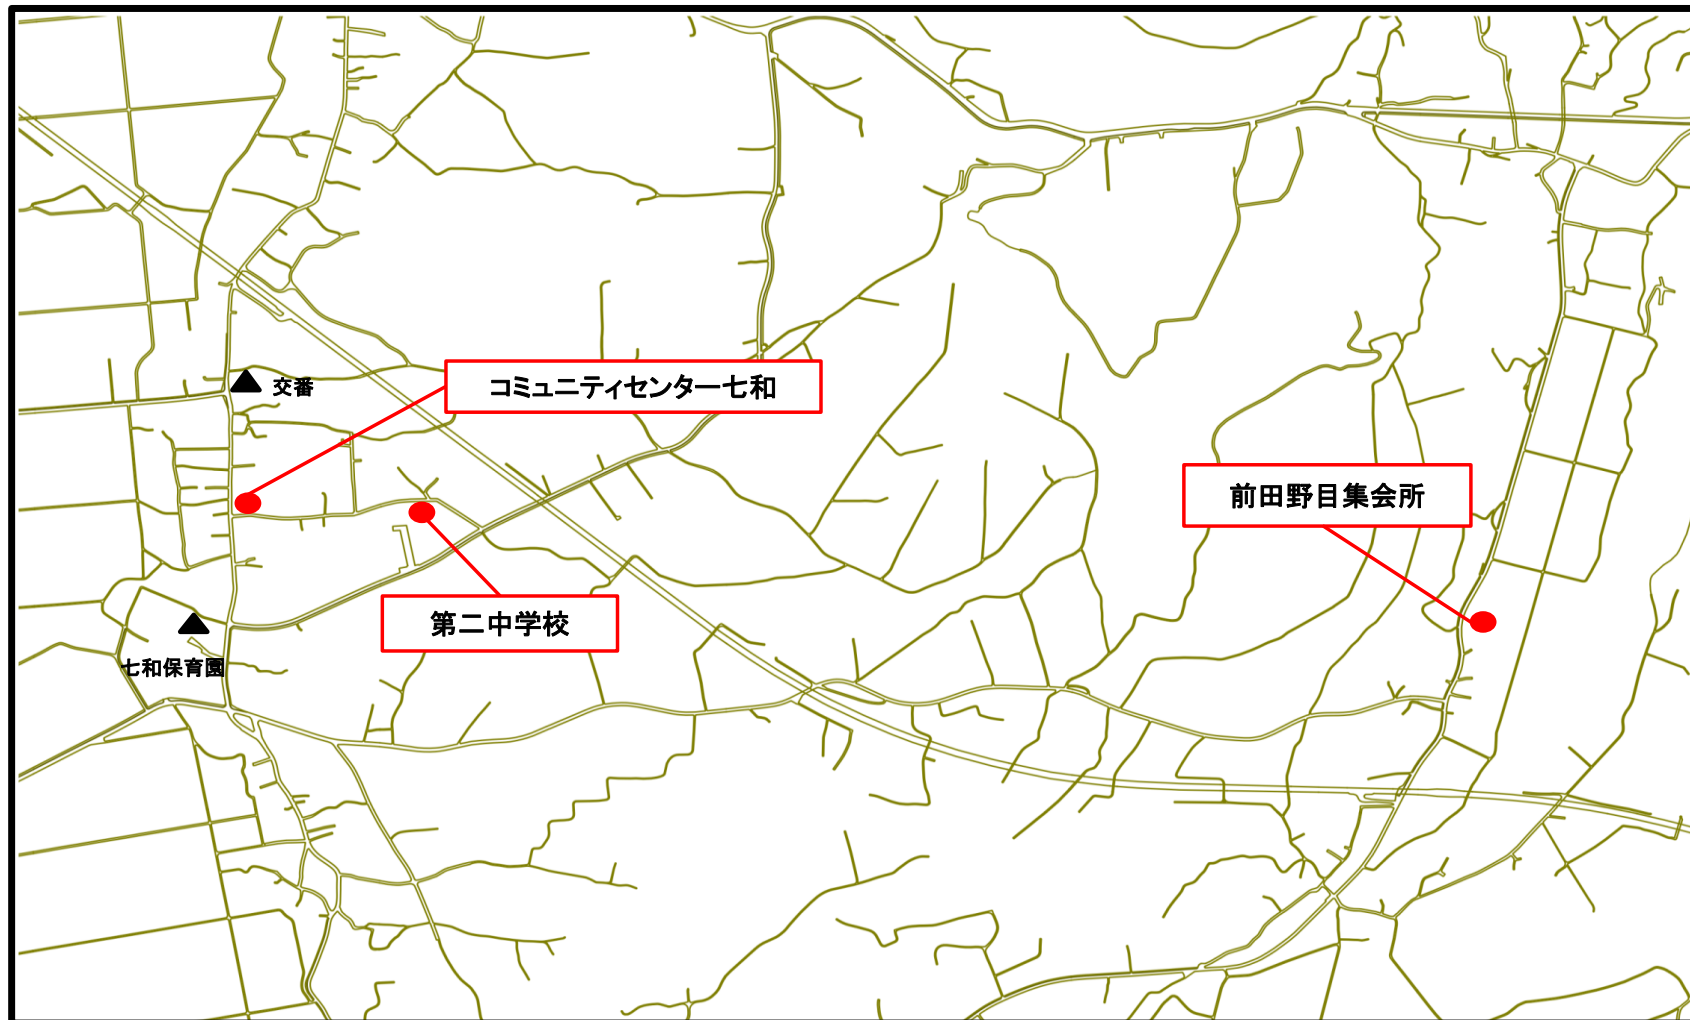 コミュニティセンター七和
交番
前田野目集会所
第二中学校
七和保育園